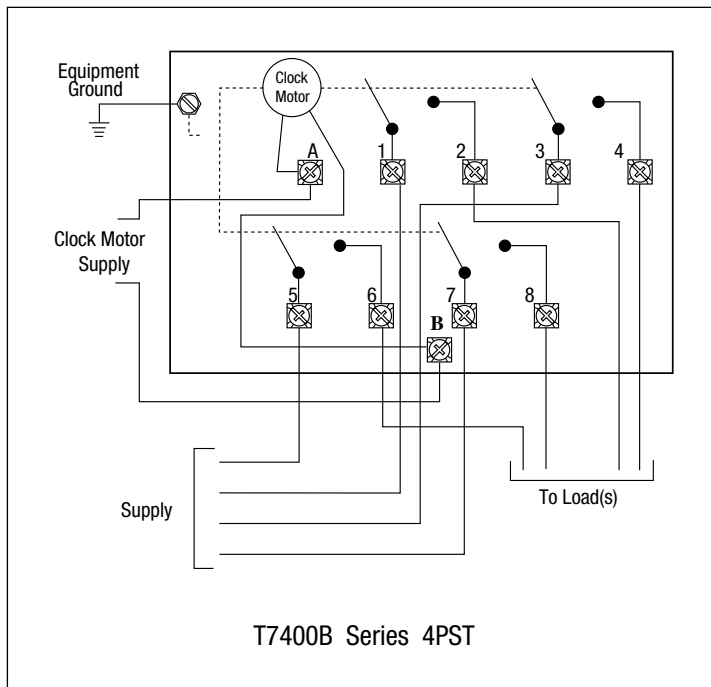 Equipment
Ground
Clock
Motor
A
1
2
3
4
Clock Motor
Supply
5
6
7
8
B
Supply
To Load(s)
T7400B Series 4PST